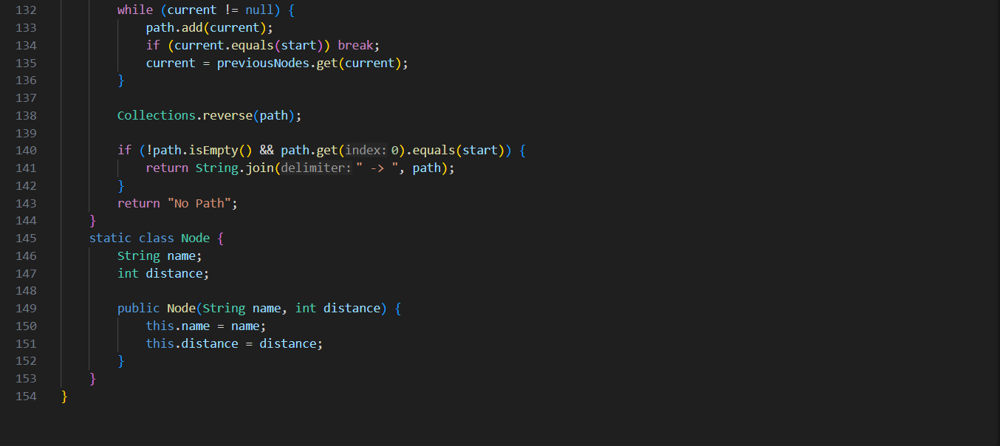 132 while (current != null) {
133 path.add(current);
134 if (current.equals(start)) break;
135 current = previousNodes.get(current);
136 }
137
138 Collections.reverse(path);
139
140 if (!path.isEmpty() && path.get(index: 0).equals(start)) {
141 return String.join(delimiter: " -> ", path);
142 }
143 return "No Path";
144 }
145 static class Node {
146 String name;
147 int distance;
148
149 public Node(String name, int distance) {
150 this.name = name;
151 this.distance = distance;
152 }
153 }
154 }